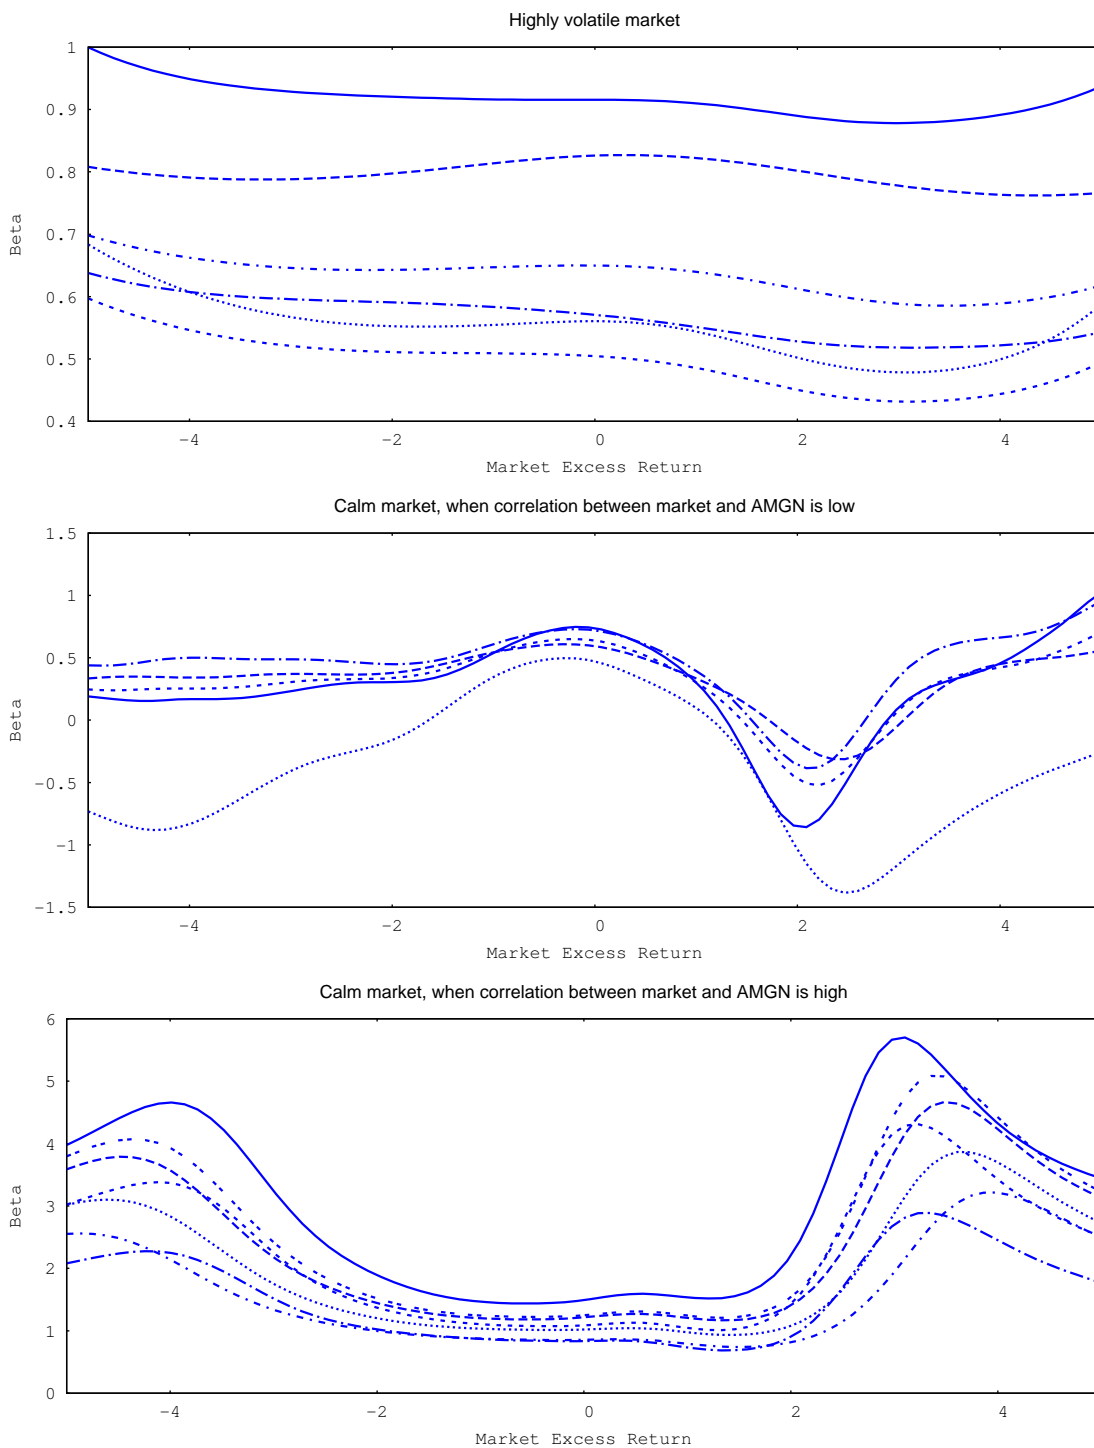 Highly volatile market
1
0.9
0.8
0.7
0.6
0.5
0.4
Beta
-4 -2 0 2 4
Market Excess Return
Calm market, when correlation between market and AMGN is low
1.5
1
0.5
0
-0.5
-1
-1.5
Beta
-4 -2 0 2 4
Market Excess Return
Calm market, when correlation between market and AMGN is high
6
5
4
3
2
1
0
Beta
-4 -2 0 2 4
Market Excess Return